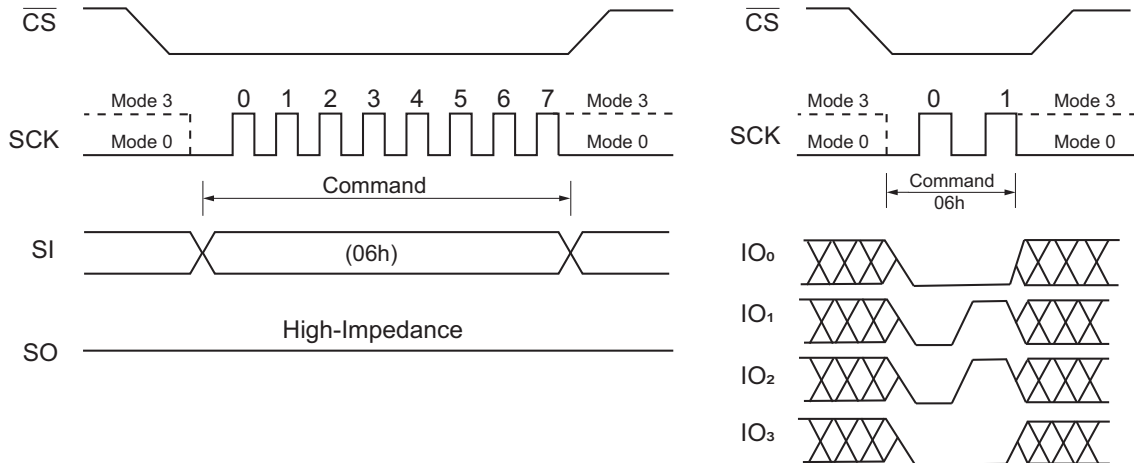 CS
Mode 3 0 1 2 3 4 5 6 7 Mode 3
SCK Mode 0 Mode 0
Command
SI (06h)
High-Impedance
SO
CS
Mode 3 0 1 Mode 3
SCK Mode 0 Mode 0
Command
06h
IO₀
IO₁
IO₂
IO₃